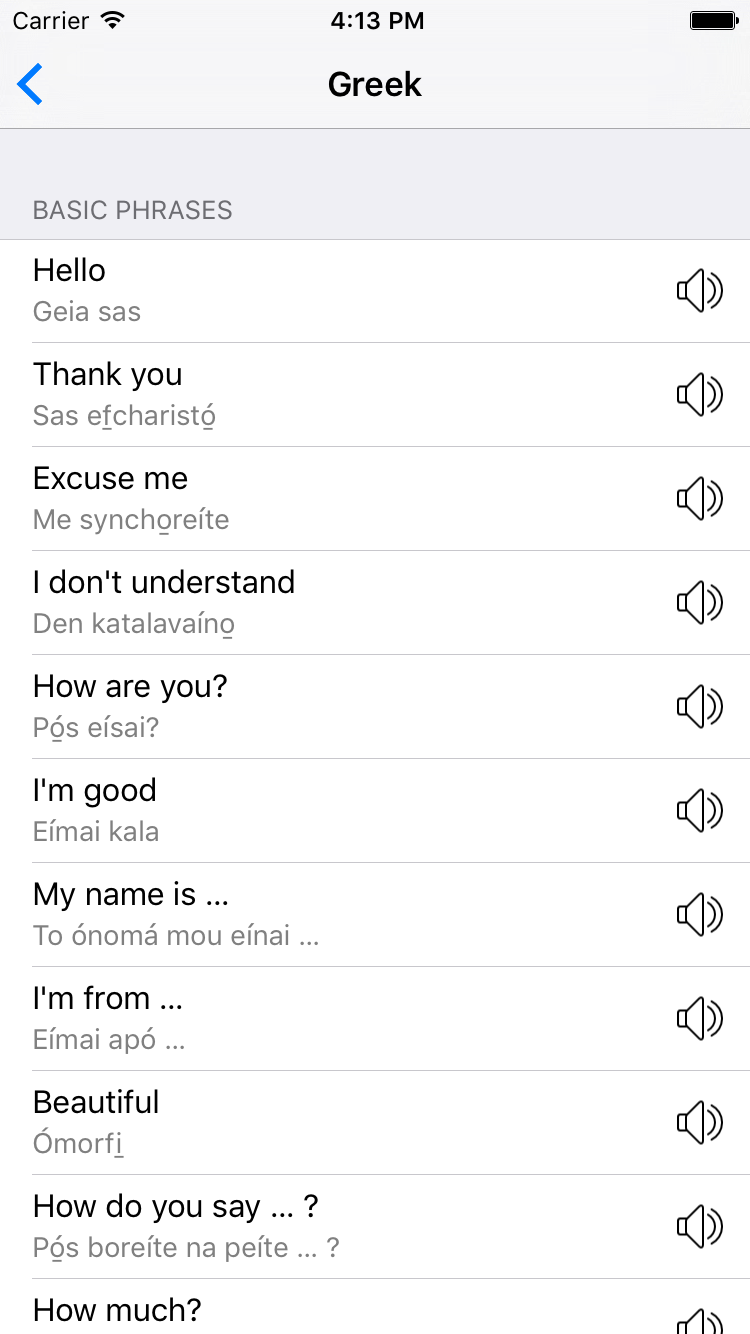 Carrier 4:13 PM
Greek
BASIC PHRASES
Hello
Geia sas
Thank you
Sas ef̱charistó̱
Excuse me
Me syncho̱reíte
I don't understand
Den katalavaíno̱
How are you?
Pó̱s eísai?
I'm good
Eímai kala
My name is ...
To ónomá mou eínai ...
I'm from ...
Eímai apó ...
Beautiful
Ómorfi̱
How do you say ... ?
Pó̱s boreíte na peíte ... ?
How much?